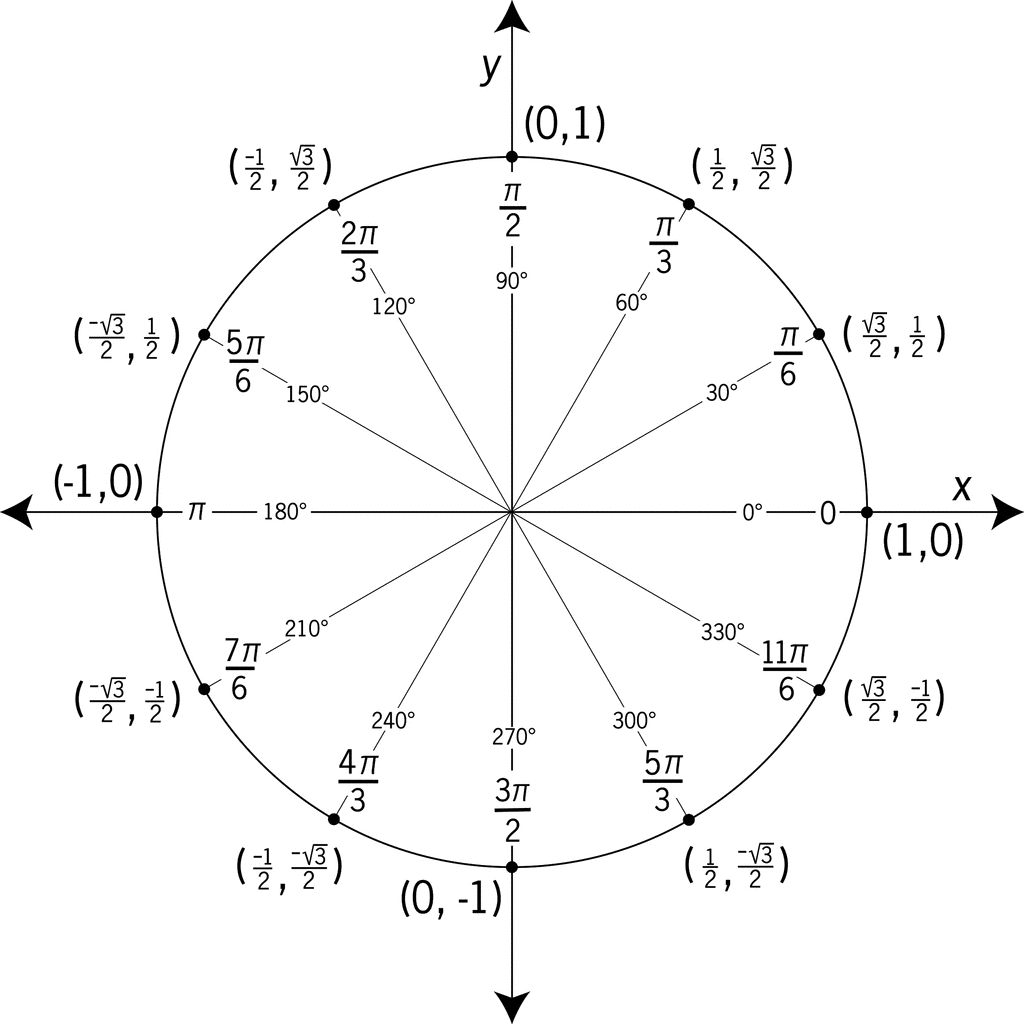 y
(0,1)
(-1/2, √3/2)
(1/2, √3/2)
π/2
2π/3
π/3
90°
120°
60°
(-√3/2, 1/2)
(√3/2, 1/2)
5π/6
π/6
150°
30°
(-1,0)
x
π
180°
0°
0
(1,0)
210°
330°
7π/6
11π/6
(-√3/2, -1/2)
(√3/2, -1/2)
240°
300°
270°
4π/3
5π/3
3π/2
(-1/2, -√3/2)
(1/2, -√3/2)
(0, -1)